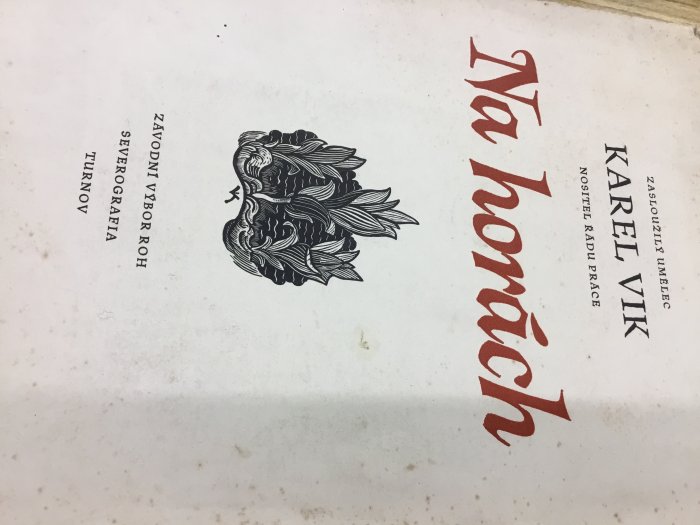 ZASLOUŽILÝ UMĚLEC
KAREL VIK
NOSITEL ŘÁDU PRÁCE
Na horách
ZÁVODNÍ VÝBOR ROH
SEVEROGRAFIA
TURNOV